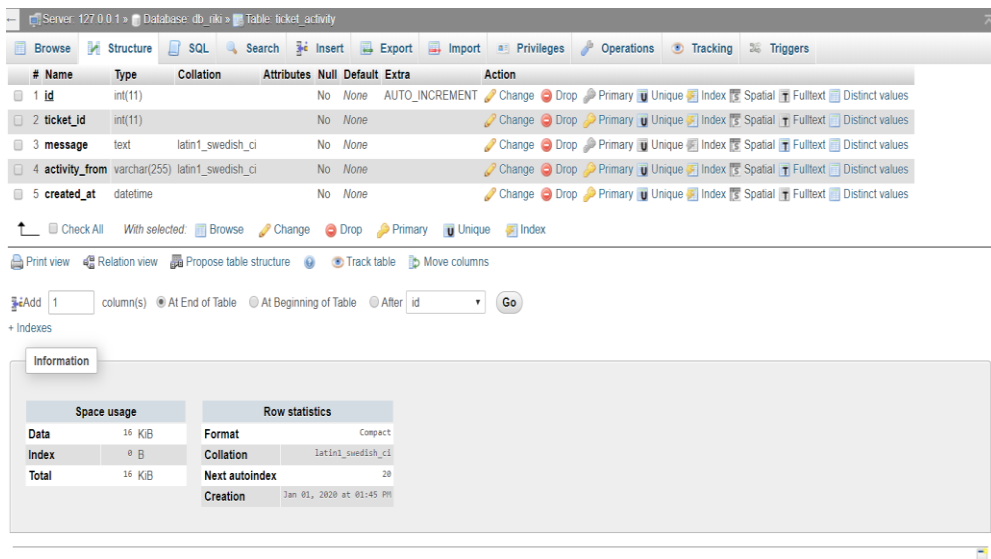 Server: 127.0.0.1 » Database: db_riki » Table: ticket_activity
Browse Structure SQL Search Insert Export Import Privileges Operations Tracking Triggers
# Name Type Collation Attributes Null Default Extra Action
1 id int(11) No None AUTO_INCREMENT Change Drop Primary Unique Index Spatial Fulltext Distinct values
2 ticket_id int(11) No None Change Drop Primary Unique Index Spatial Fulltext Distinct values
3 message text latin1_swedish_ci No None Change Drop Primary Unique Index Spatial Fulltext Distinct values
4 activity_from varchar(255) latin1_swedish_ci No None Change Drop Primary Unique Index Spatial Fulltext Distinct values
5 created_at datetime No None Change Drop Primary Unique Index Spatial Fulltext Distinct values
Check All With selected: Browse Change Drop Primary Unique Index
Print view Relation view Propose table structure Track table Move columns
Add 1 column(s) At End of Table At Beginning of Table After id Go
+ Indexes
Information
Space usage Row statistics
Data 16 KiB Format Compact
Index 0 B Collation latin1_swedish_ci
Total 16 KiB Next autoindex 20
Creation Jan 01, 2020 at 01:45 PM